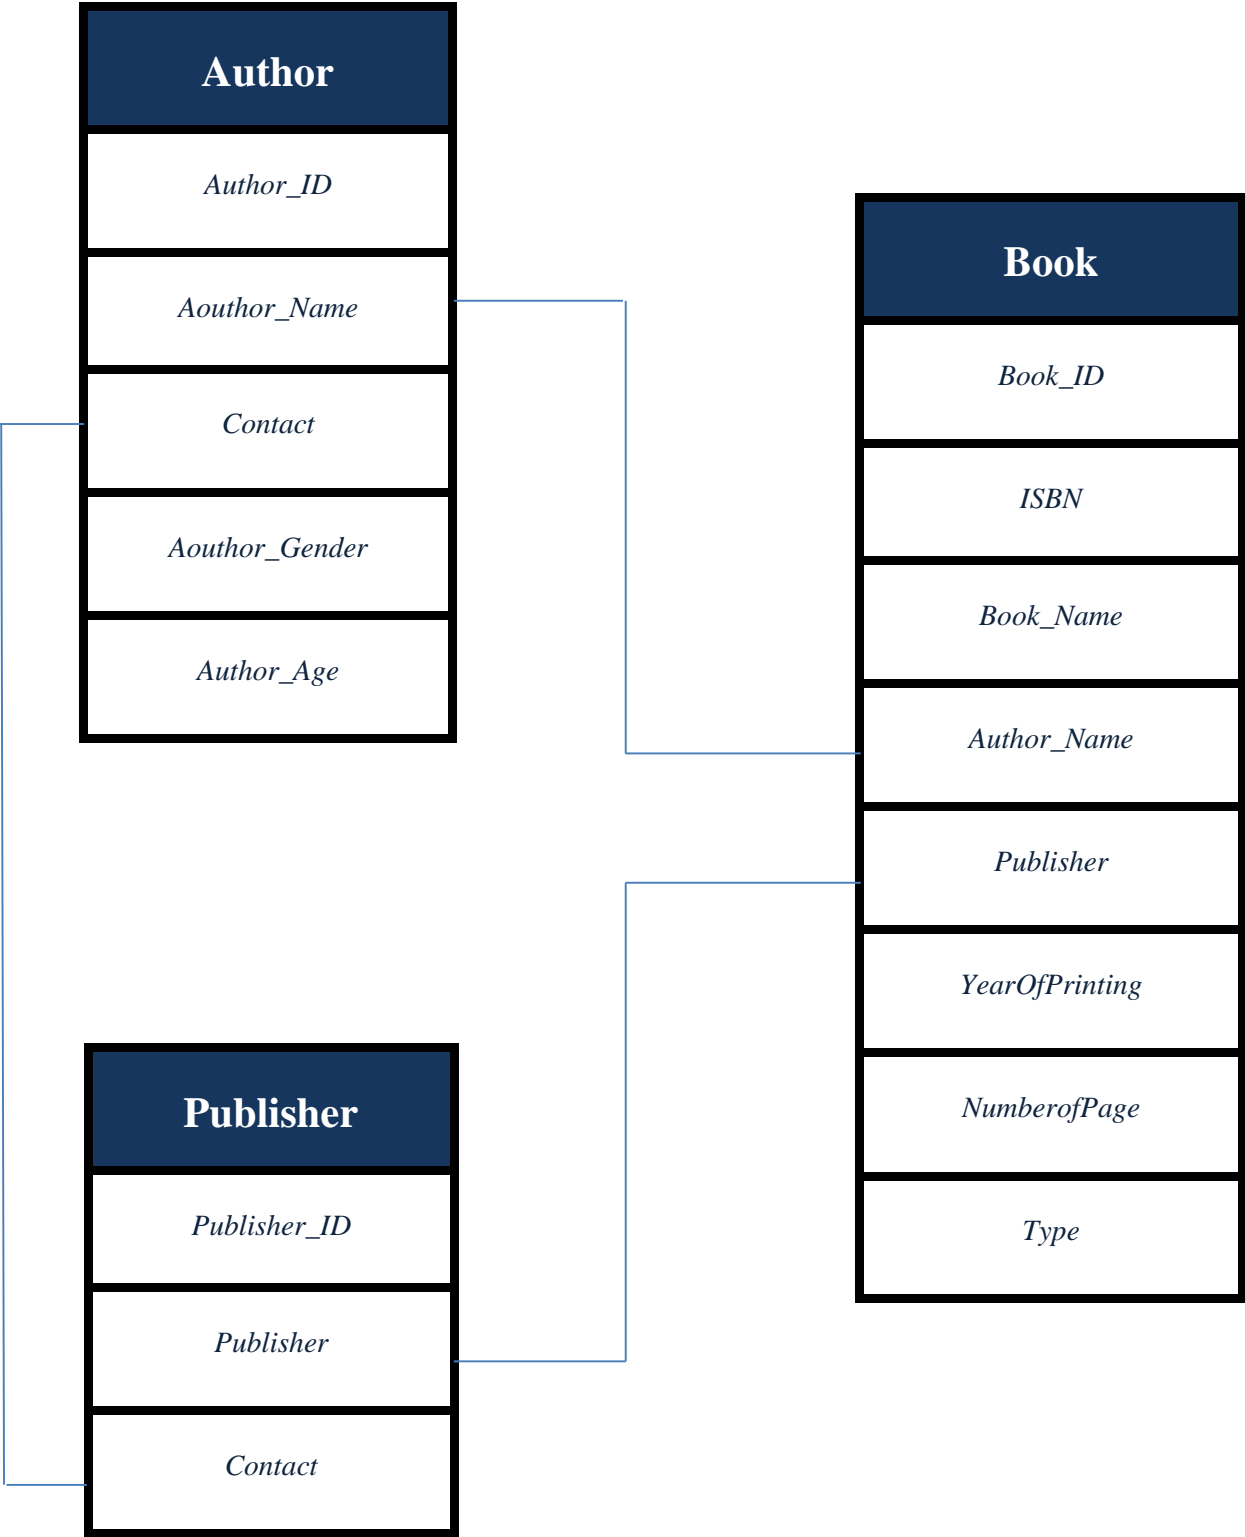 Author
Author_ID
Aouthor_Name
Contact
Aouthor_Gender
Author_Age
Book
Book_ID
ISBN
Book_Name
Author_Name
Publisher
YearOfPrinting
NumberofPage
Type
Publisher
Publisher_ID
Publisher
Contact